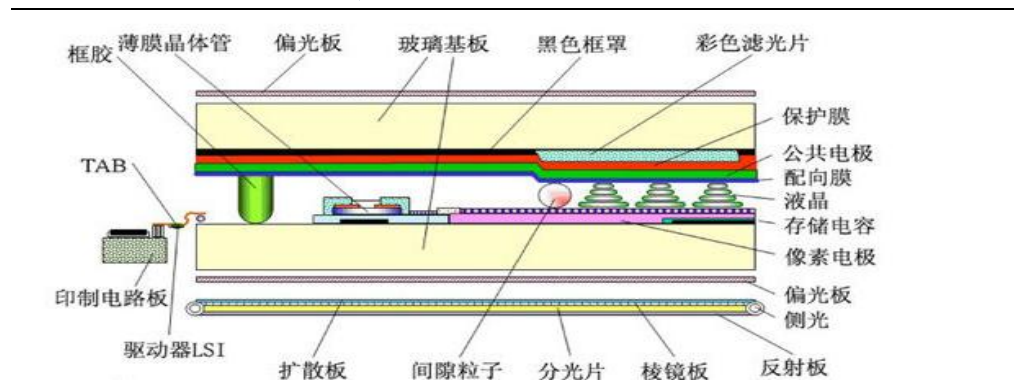 框胶
薄膜晶体管
偏光板
玻璃基板
黑色框罩
彩色滤光片
保护膜
公共电极
配向膜
液晶
存储电容
像素电极
TAB
印制电路板
驱动器LSI
偏光板
侧光
扩散板
间隙粒子
分光片
棱镜板
反射板